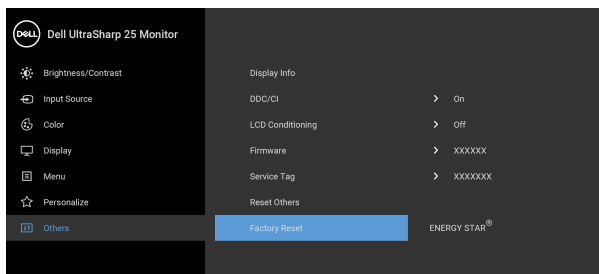 DELL Dell UltraSharp 25 Monitor
Brightness/Contrast Display Info
Input Source DDC/CI > On
Color LCD Conditioning > Off
Display Firmware > XXXXXX
Menu Service Tag > XXXXXXX
Personalize Reset Others
Others Factory Reset ENERGY STAR®